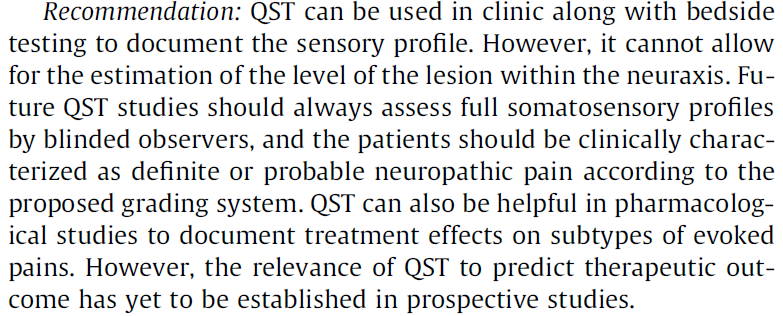 Recommendation: QST can be used in clinic along with bedside
testing to document the sensory profile. However, it cannot allow
for the estimation of the level of the lesion within the neuraxis. Fu-
ture QST studies should always assess full somatosensory profiles
by blinded observers, and the patients should be clinically charac-
terized as definite or probable neuropathic pain according to the
proposed grading system. QST can also be helpful in pharmacolog-
ical studies to document treatment effects on subtypes of evoked
pains. However, the relevance of QST to predict therapeutic out-
come has yet to be established in prospective studies.